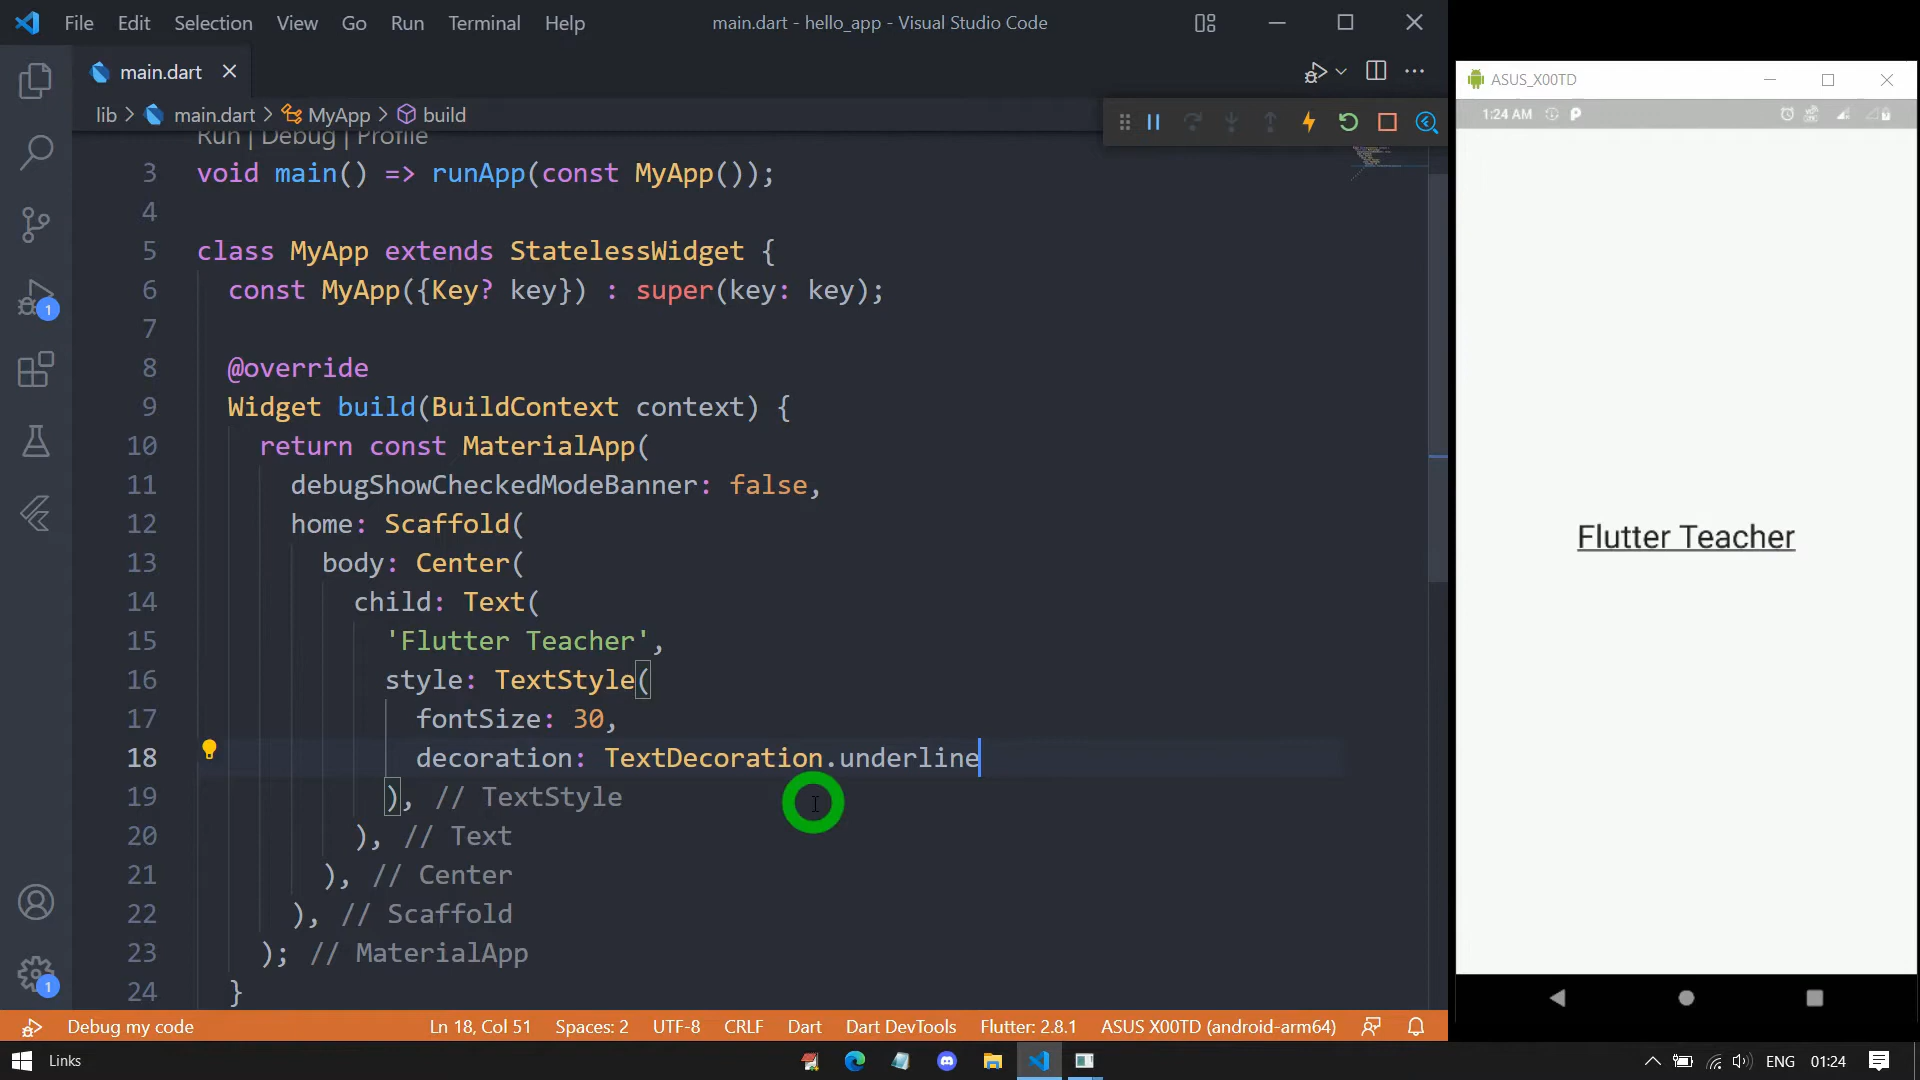 File Edit Selection View Go Run Terminal Help
main.dart - hello_app - Visual Studio Code
main.dart
lib > main.dart > MyApp > build
Run | Debug | Profile
3 void main() => runApp(const MyApp());
4
5 class MyApp extends StatelessWidget {
6 const MyApp({Key? key}) : super(key: key);
7
8 @override
9 Widget build(BuildContext context) {
10 return const MaterialApp(
11 debugShowCheckedModeBanner: false,
12 home: Scaffold(
13 body: Center(
14 child: Text(
15 'Flutter Teacher',
16 style: TextStyle(
17 fontSize: 30,
18 decoration: TextDecoration.underline
19 ), // TextStyle
20 ), // Text
21 ), // Center
22 ), // Scaffold
23 ); // MaterialApp
24 }
1
1
Debug my code Ln 18, Col 51 Spaces: 2 UTF-8 CRLF Dart Dart DevTools Flutter: 2.8.1 ASUS X00TD (android-arm64)
ASUS_X00TD
1:24 AM
Flutter Teacher
Links ENG 01:24